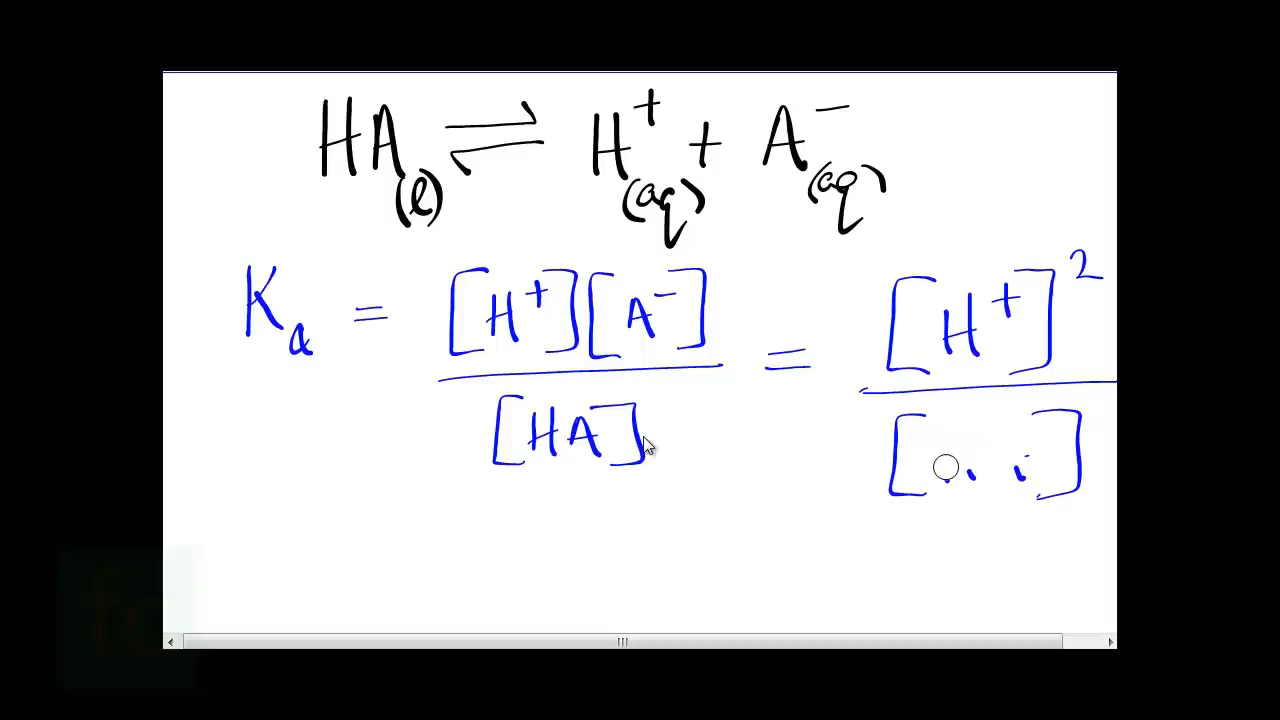 HA(l) ⇌ H⁺(aq) + A⁻(aq)
Kₐ = [H⁺][A⁻] / [HA] = [H⁺]² / [. . .]